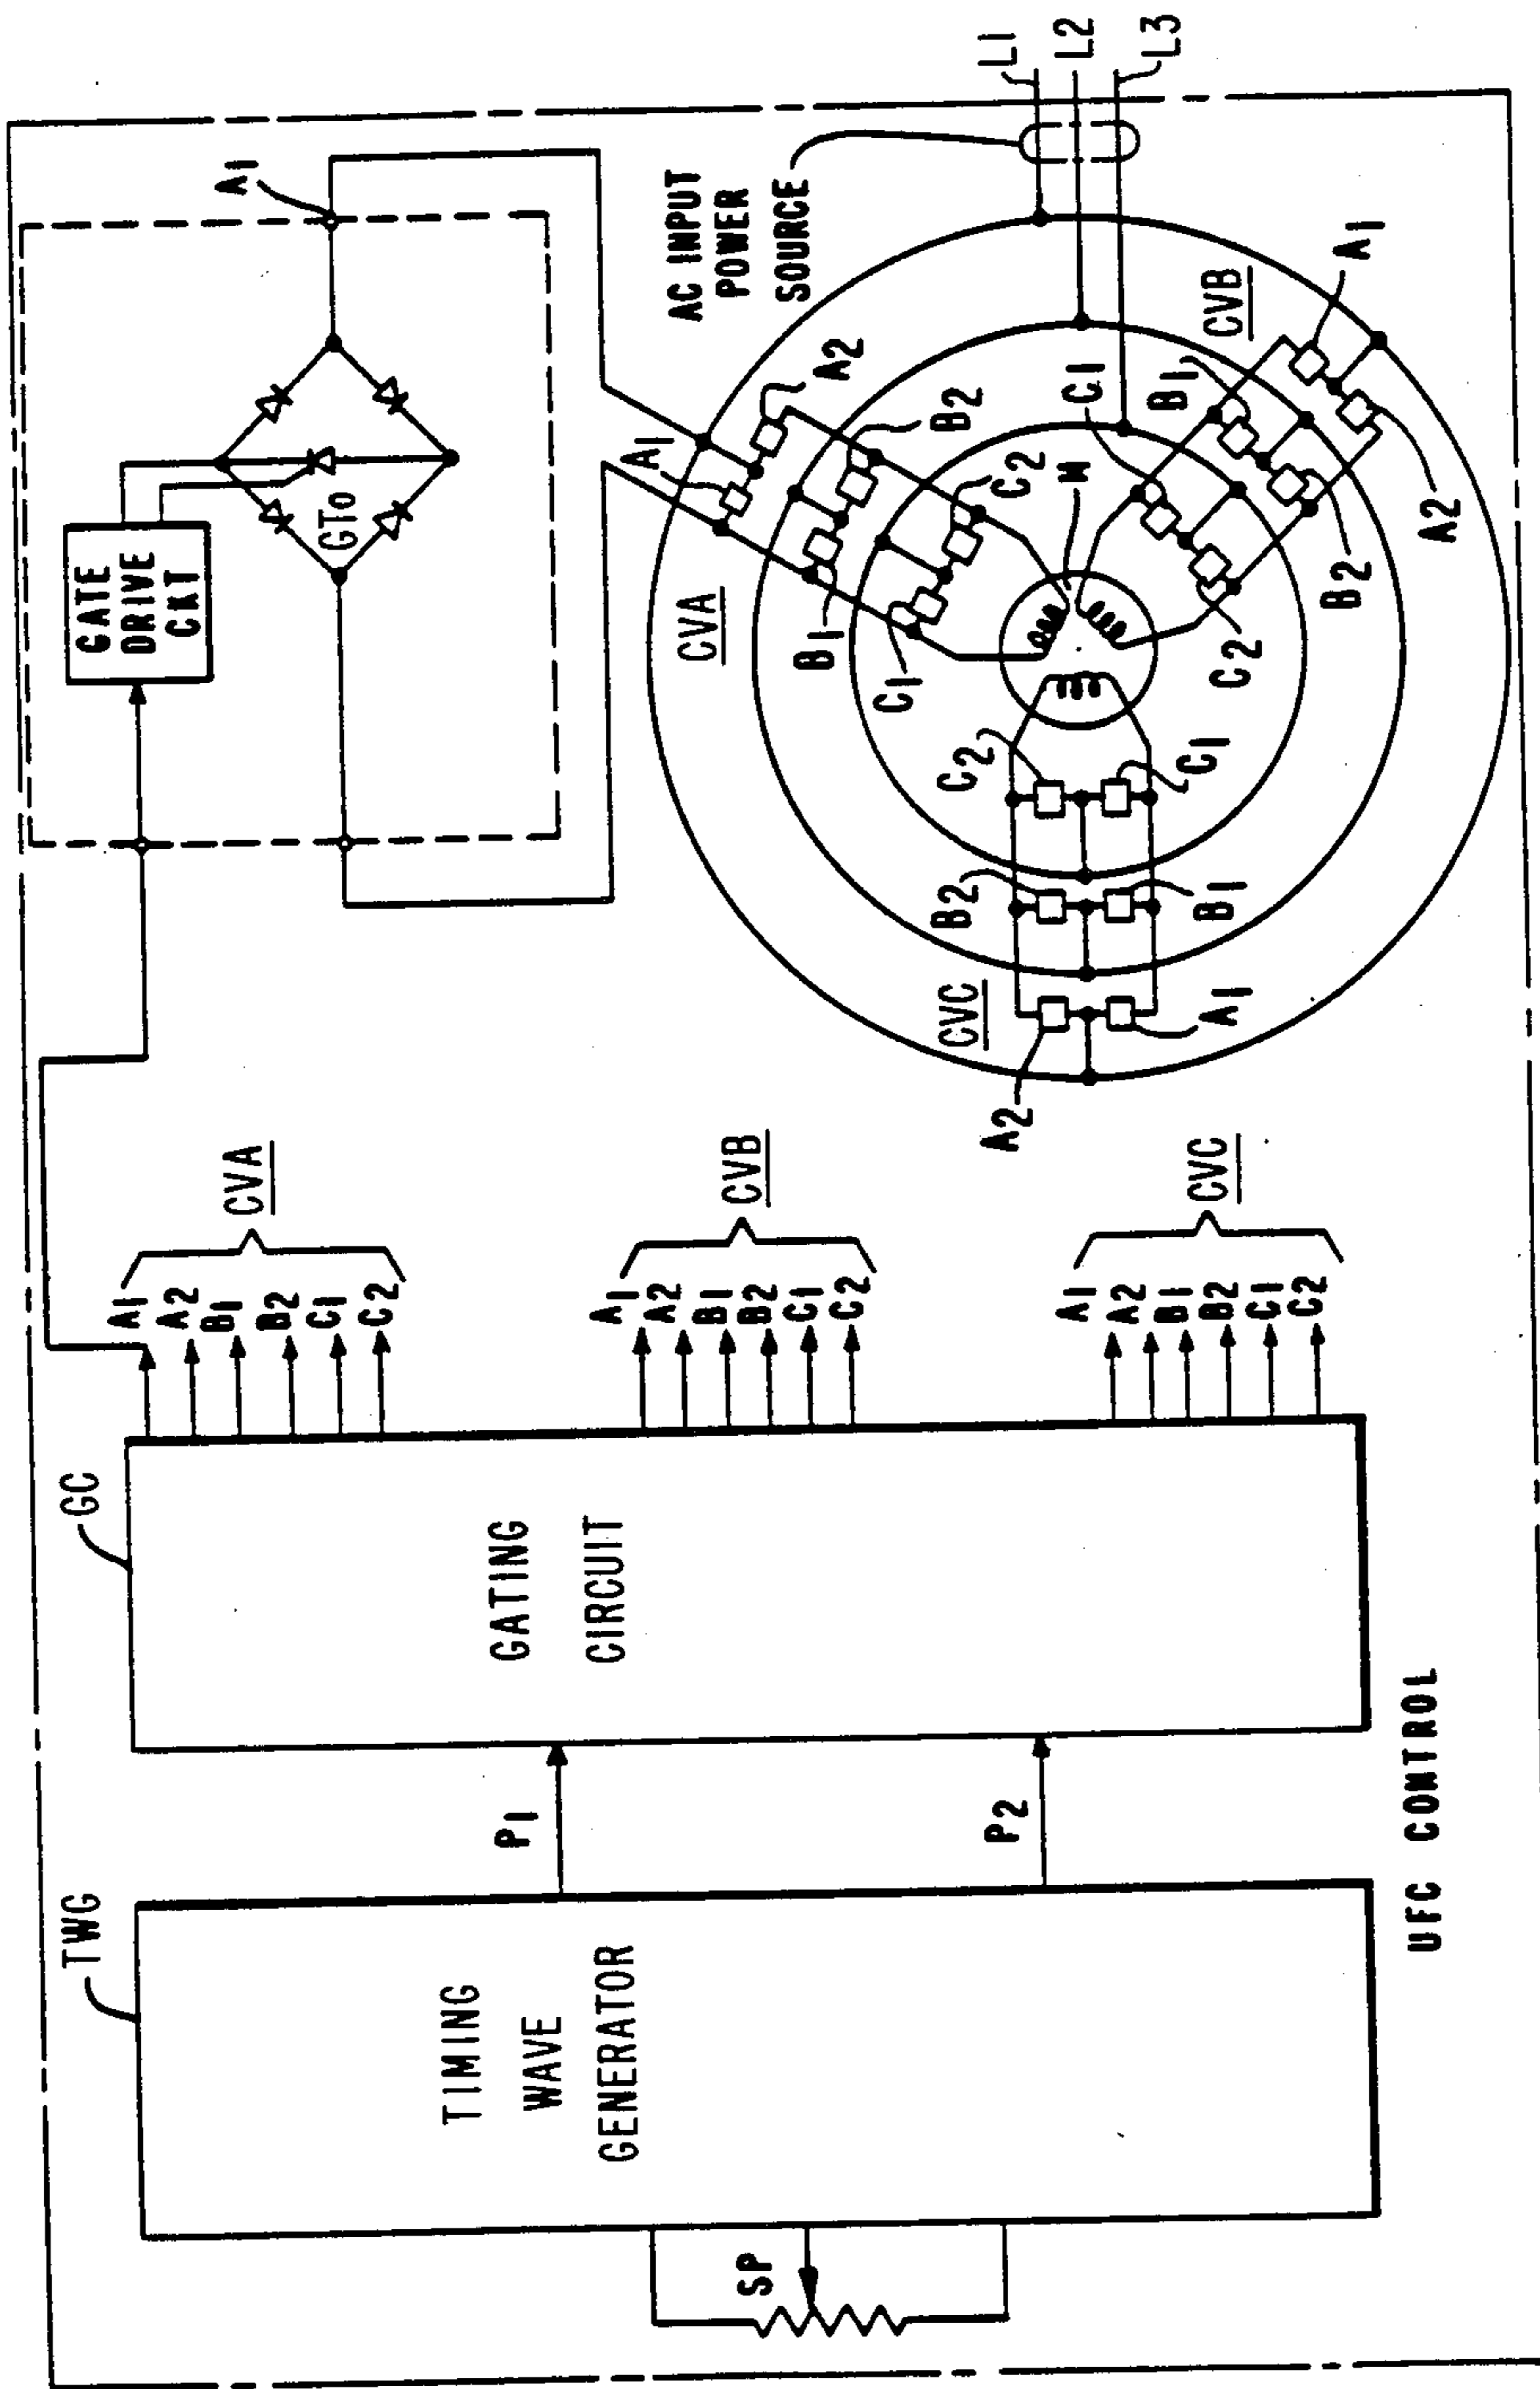 TWG
TIMING
WAVE
GENERATOR
SP
P1
P2
GC
GATING
CIRCUIT
UFC CONTROL
A1
A2
B1
B2
C1
C2
CVA
A1
A2
B1
B2
C1
C2
CVB
A1
A2
B1
B2
C1
C2
CVC
GATE
DRIVE
CKT
GTO
A1
AC INPUT
POWER
SOURCE
L1
L2
L3
CVA
A1
A2
B1
B2
C1
C2
M
CVB
C1
B1
A1
C2
B2
A2
CVC
C2
C1
B2
B1
A2
A1